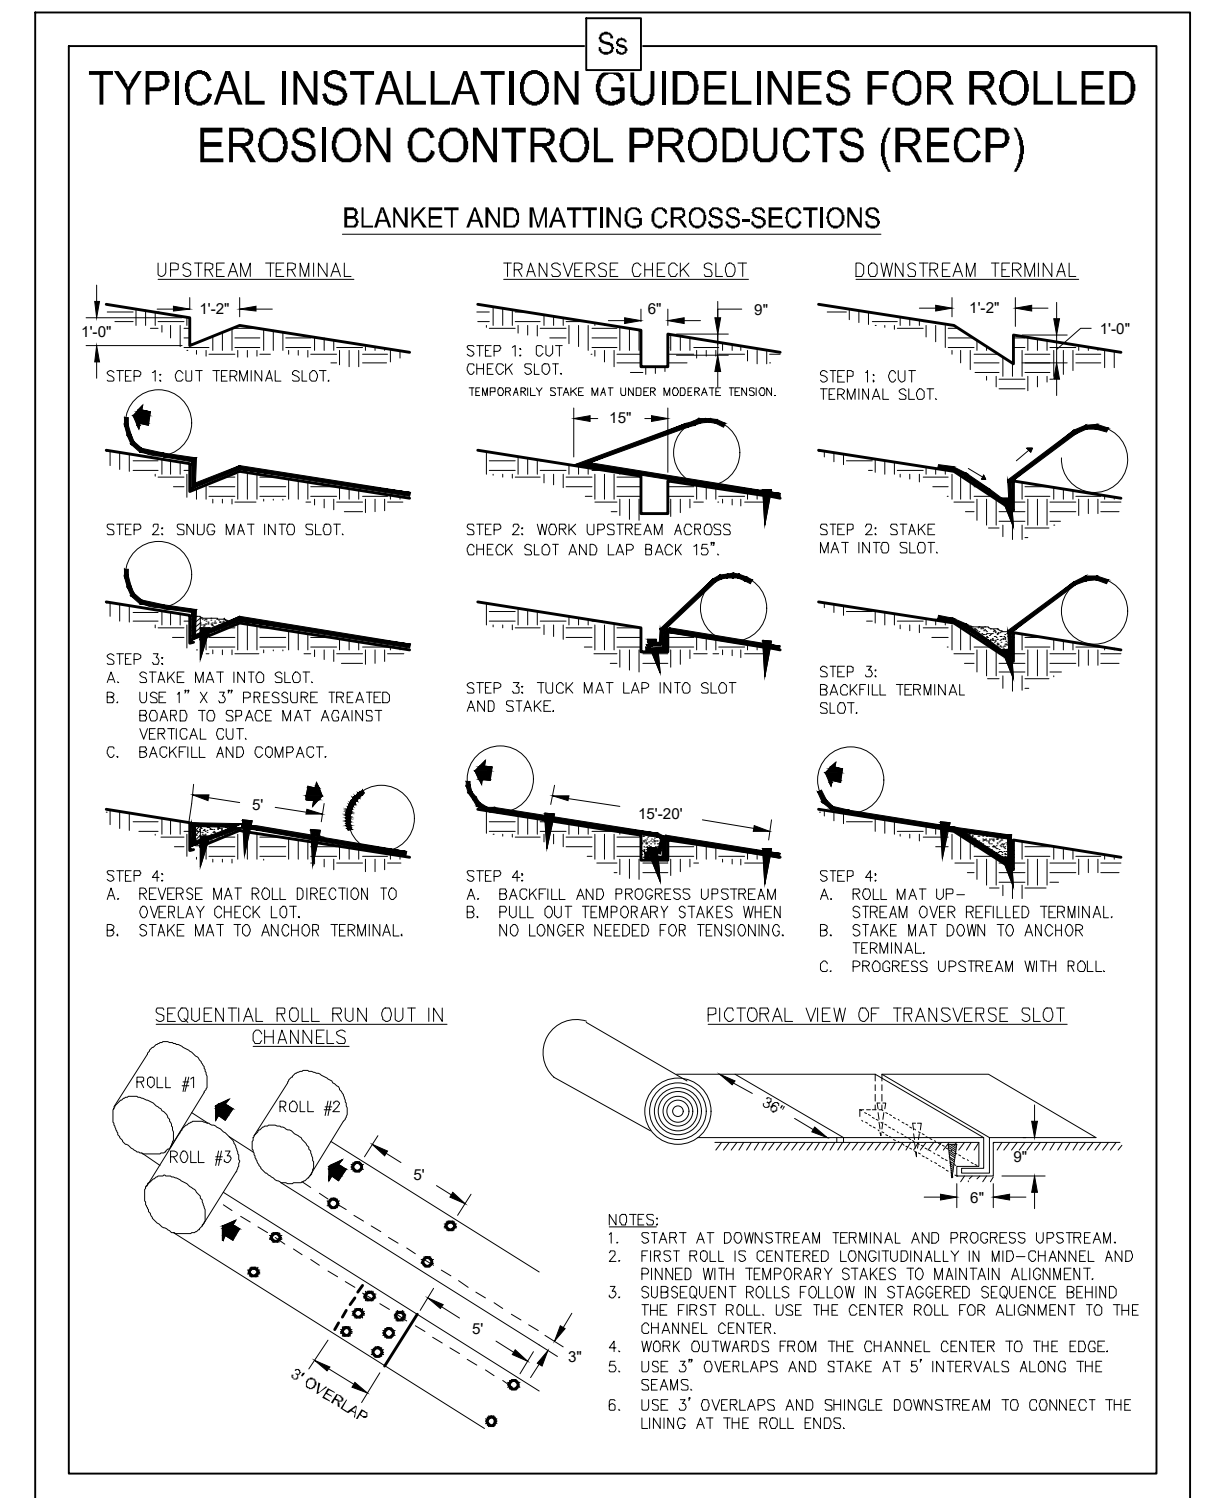 Ss
TYPICAL INSTALLATION GUIDELINES FOR ROLLED
EROSION CONTROL PRODUCTS (RECP)
BLANKET AND MATTING CROSS-SECTIONS
UPSTREAM TERMINAL
1'-2"
1'-0"
STEP 1: CUT TERMINAL SLOT.
STEP 2: SNUG MAT INTO SLOT.
STEP 3:
A. STAKE MAT INTO SLOT.
B. USE 1" X 3" PRESSURE TREATED
BOARD TO SPACE MAT AGAINST
VERTICAL CUT.
C. BACKFILL AND COMPACT.
5'
STEP 4:
A. REVERSE MAT ROLL DIRECTION TO
OVERLAY CHECK LOT.
B. STAKE MAT TO ANCHOR TERMINAL.
TRANSVERSE CHECK SLOT
6"
9"
STEP 1: CUT
CHECK SLOT.
TEMPORARILY STAKE MAT UNDER MODERATE TENSION.
15"
STEP 2: WORK UPSTREAM ACROSS
CHECK SLOT AND LAP BACK 15".
STEP 3: TUCK MAT LAP INTO SLOT
AND STAKE.
15'-20'
STEP 4:
A. BACKFILL AND PROGRESS UPSTREAM
B. PULL OUT TEMPORARY STAKES WHEN
NO LONGER NEEDED FOR TENSIONING.
DOWNSTREAM TERMINAL
1'-2"
1'-0"
STEP 1: CUT
TERMINAL SLOT.
STEP 2: STAKE
MAT INTO SLOT.
STEP 3:
BACKFILL TERMINAL
SLOT.
STEP 4:
A. ROLL MAT UP-
STREAM OVER REFILLED TERMINAL.
B. STAKE MAT DOWN TO ANCHOR
TERMINAL.
C. PROGRESS UPSTREAM WITH ROLL.
SEQUENTIAL ROLL RUN OUT IN
CHANNELS
ROLL #1
ROLL #2
ROLL #3
5'
5'
3"
3' OVERLAP
PICTORAL VIEW OF TRANSVERSE SLOT
36"
9"
6"
NOTES:
1. START AT DOWNSTREAM TERMINAL AND PROGRESS UPSTREAM.
2. FIRST ROLL IS CENTERED LONGITUDINALLY IN MID-CHANNEL AND
PINNED WITH TEMPORARY STAKES TO MAINTAIN ALIGNMENT.
3. SUBSEQUENT ROLLS FOLLOW IN STAGGERED SEQUENCE BEHIND
THE FIRST ROLL. USE THE CENTER ROLL FOR ALIGNMENT TO THE
CHANNEL CENTER.
4. WORK OUTWARDS FROM THE CHANNEL CENTER TO THE EDGE.
5. USE 3" OVERLAPS AND STAKE AT 5' INTERVALS ALONG THE
SEAMS.
6. USE 3' OVERLAPS AND SHINGLE DOWNSTREAM TO CONNECT THE
LINING AT THE ROLL ENDS.